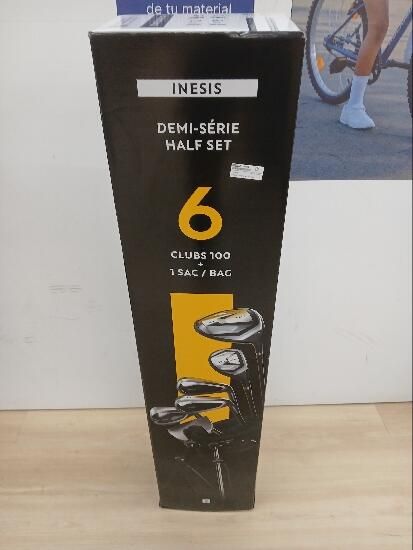 de tu material
INESIS
DEMI-SÉRIE
HALF SET
6
CLUBS 100
+
1 SAC / BAG